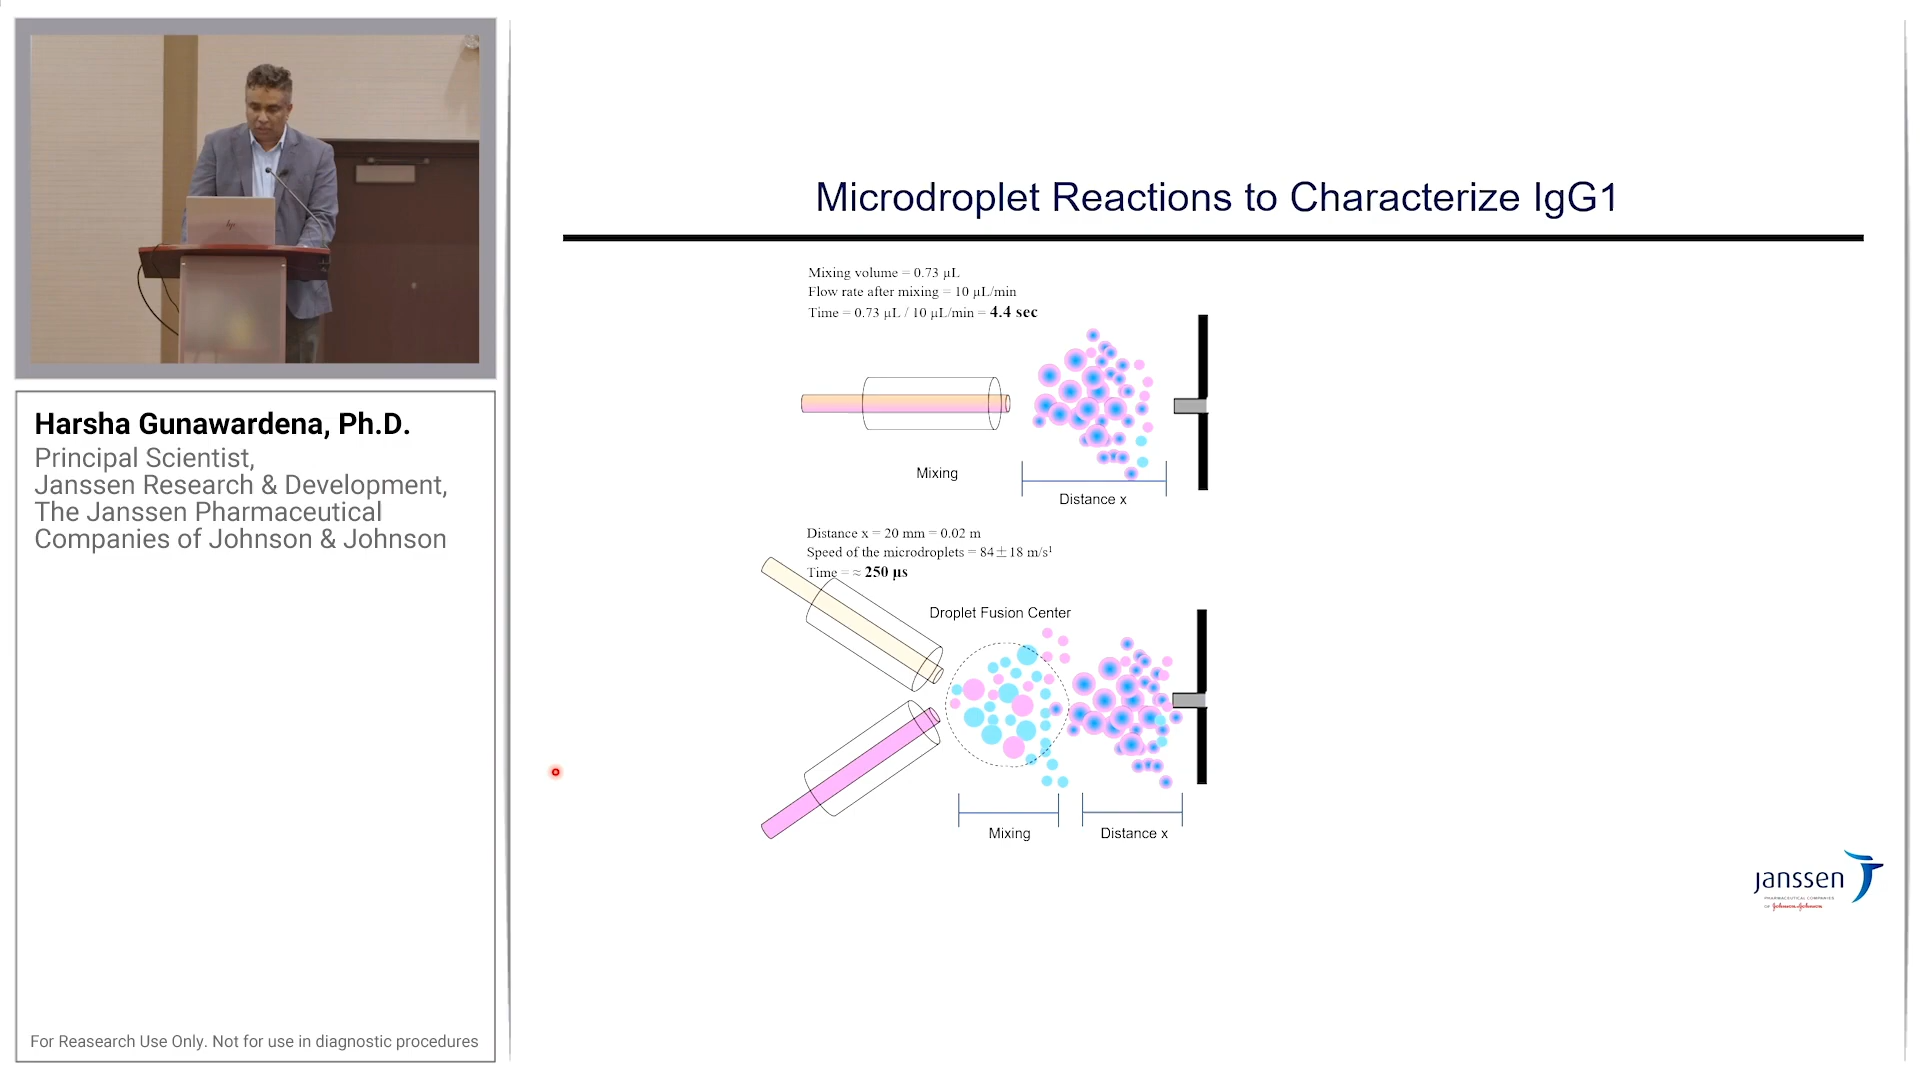 Microdroplet Reactions to Characterize IgG1
Mixing volume = 0.73 µL
Flow rate after mixing = 10 µL/min
Time = 0.73 µL / 10 µL/min = 4.4 sec
Mixing
Distance x
Distance x = 20 mm = 0.02 m
Speed of the microdroplets = 84±18 m/s¹
Time = ≈ 250 µs
Droplet Fusion Center
Mixing
Distance x
janssen
PHARMACEUTICAL COMPANIES
OF Johnson & Johnson
hp
Harsha Gunawardena, Ph.D.
Principal Scientist,
Janssen Research & Development,
The Janssen Pharmaceutical
Companies of Johnson & Johnson
For Reasearch Use Only. Not for use in diagnostic procedures